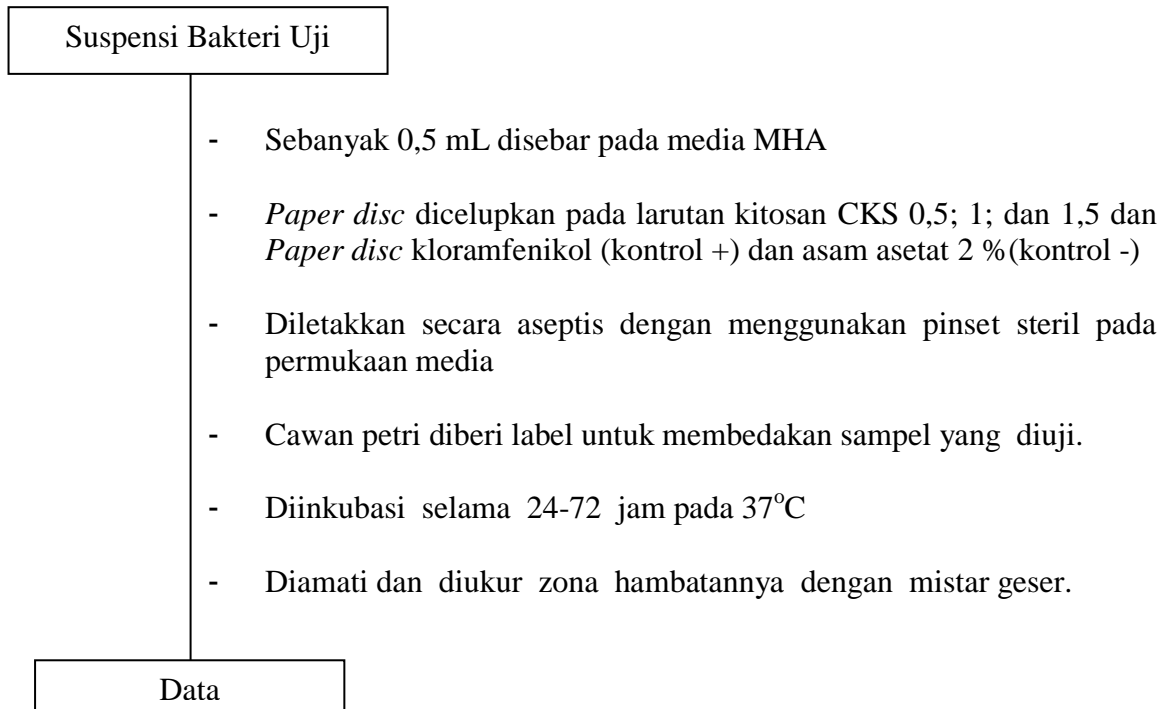 Suspensi Bakteri Uji
- Sebanyak 0,5 mL disebar pada media MHA
- Paper disc dicelupkan pada larutan kitosan CKS 0,5; 1; dan 1,5 dan
Paper disc kloramfenikol (kontrol +) dan asam asetat 2 %(kontrol -)
- Diletakkan secara aseptis dengan menggunakan pinset steril pada
permukaan media
- Cawan petri diberi label untuk membedakan sampel yang diuji.
- Diinkubasi selama 24-72 jam pada 37°C
- Diamati dan diukur zona hambatannya dengan mistar geser.
Data